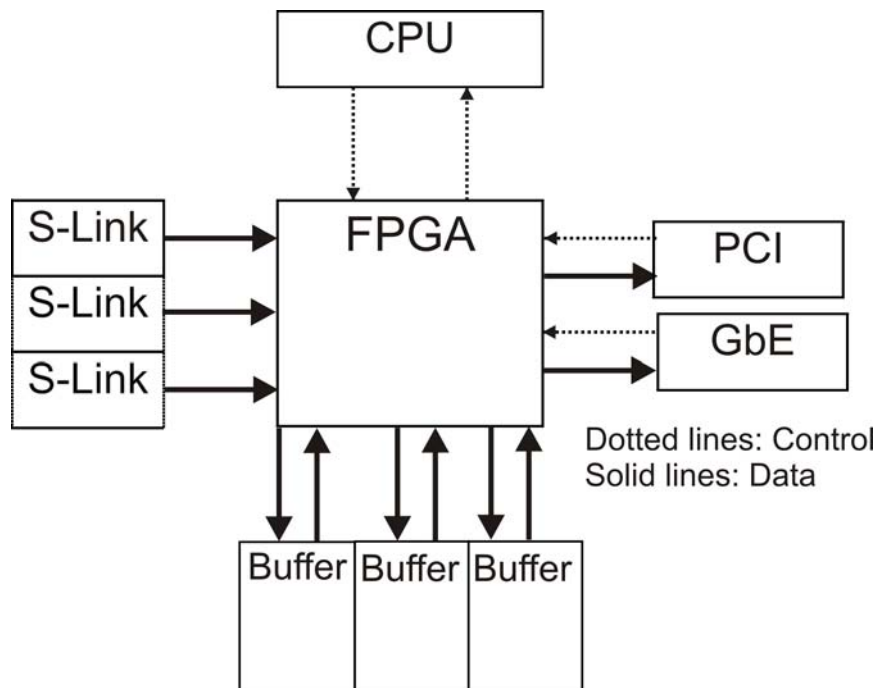 CPU
S-Link
S-Link
S-Link
FPGA
PCI
GbE
Dotted lines: Control
Solid lines: Data
Buffer
Buffer
Buffer